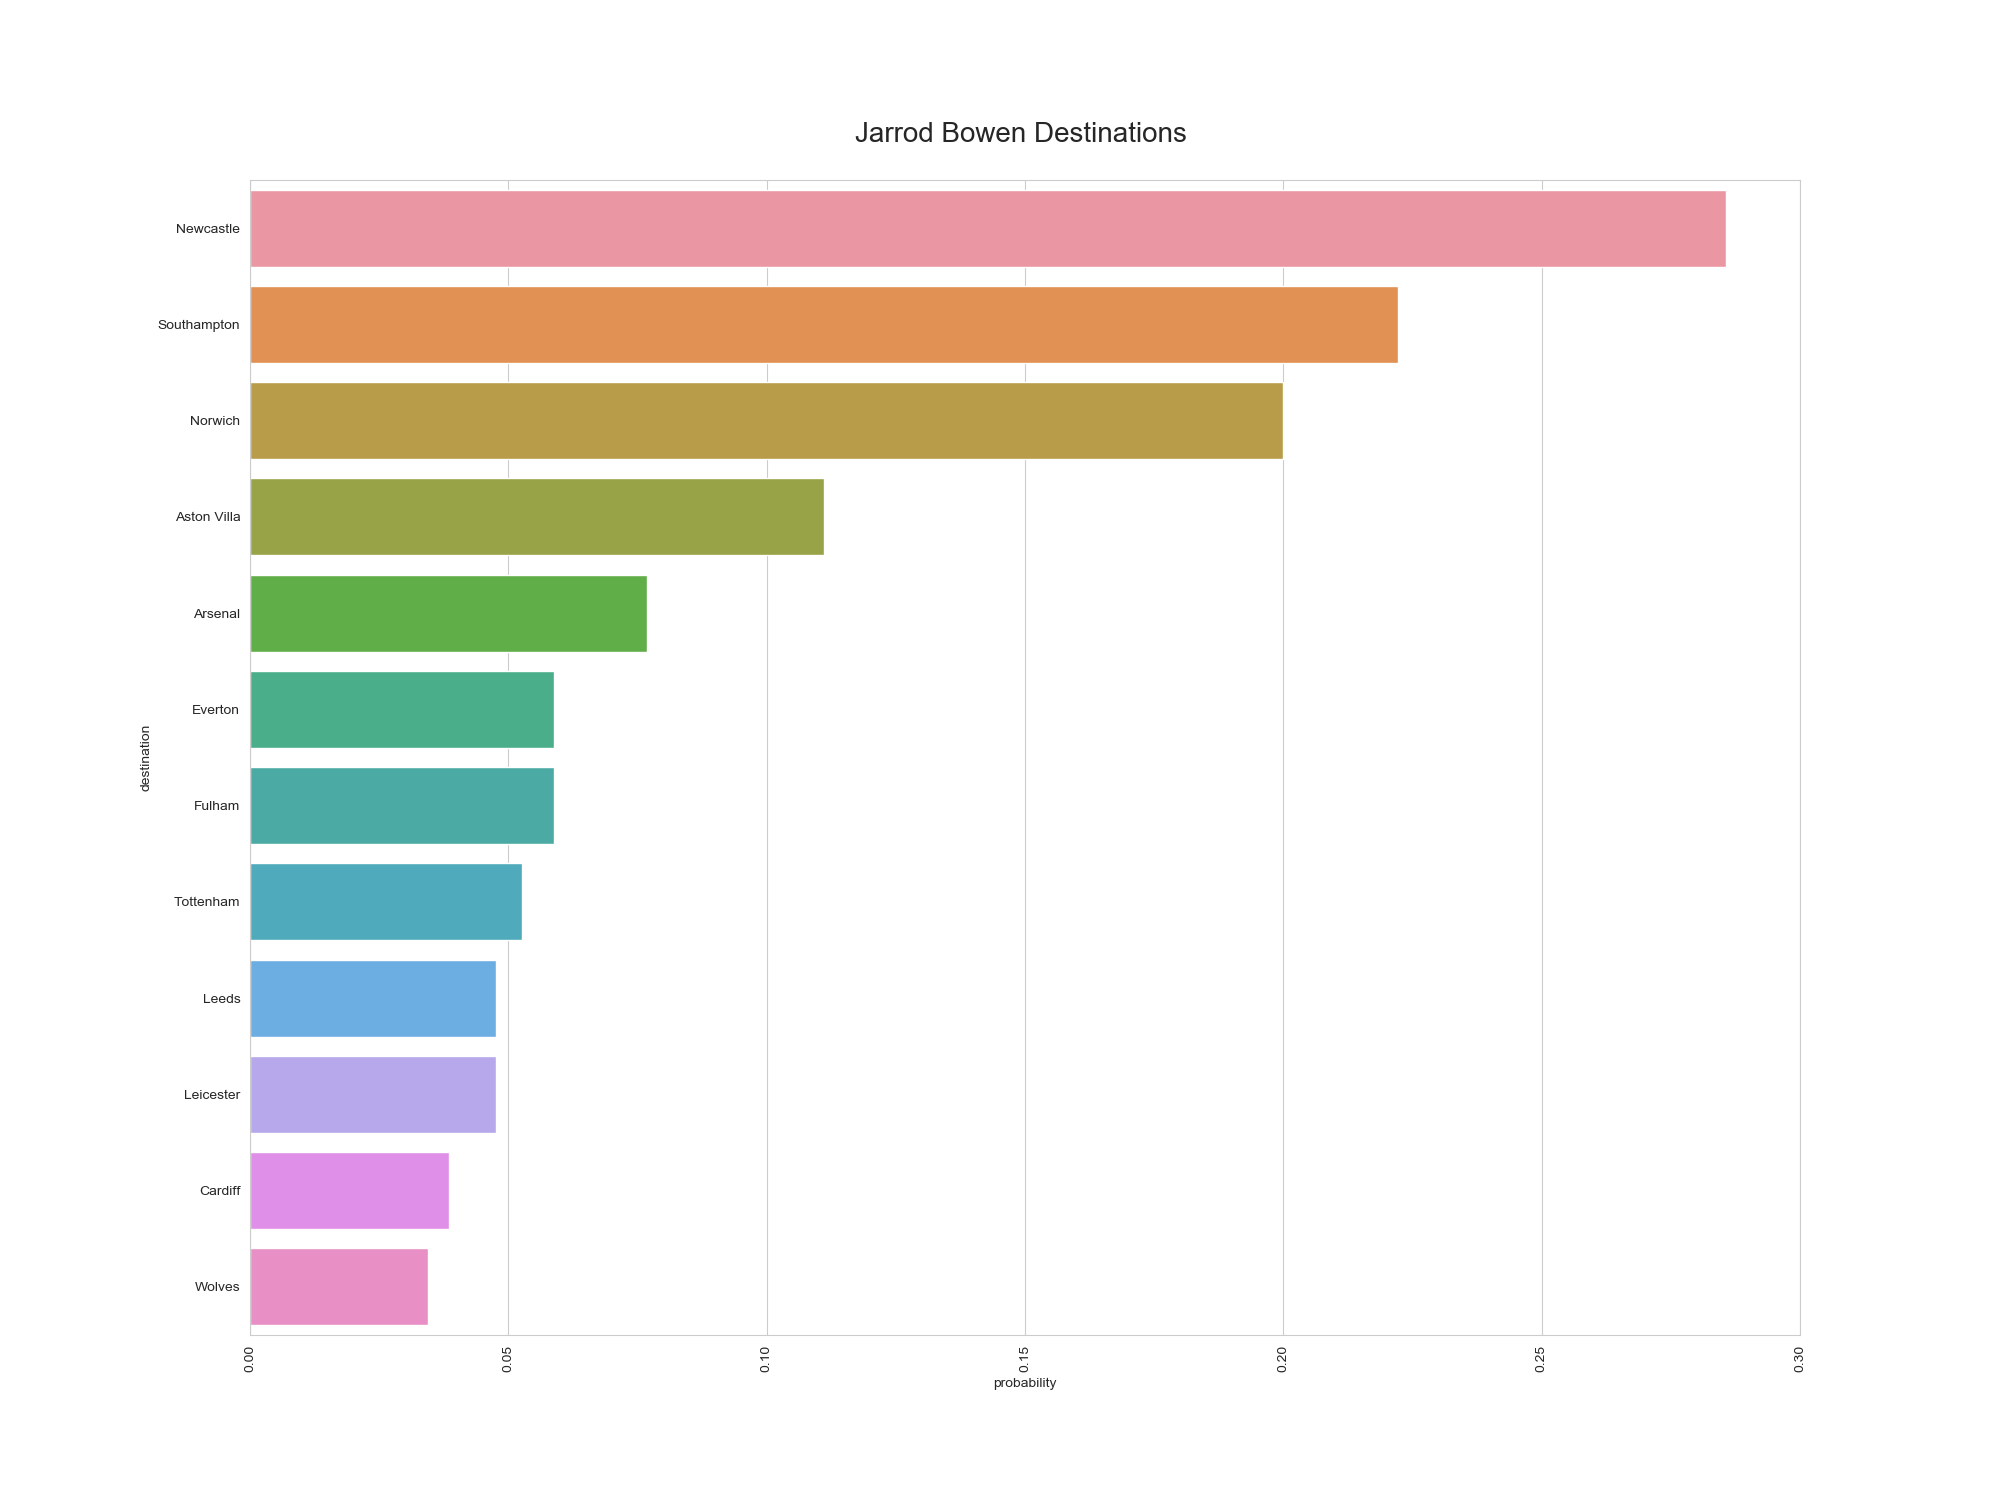 Jarrod Bowen Destinations
Newcastle
Southampton
Norwich
Aston Villa
Arsenal
Everton
destination
Fulham
Tottenham
Leeds
Leicester
Cardiff
Wolves
0.00 0.05 0.10 0.15 0.20 0.25 0.30
probability